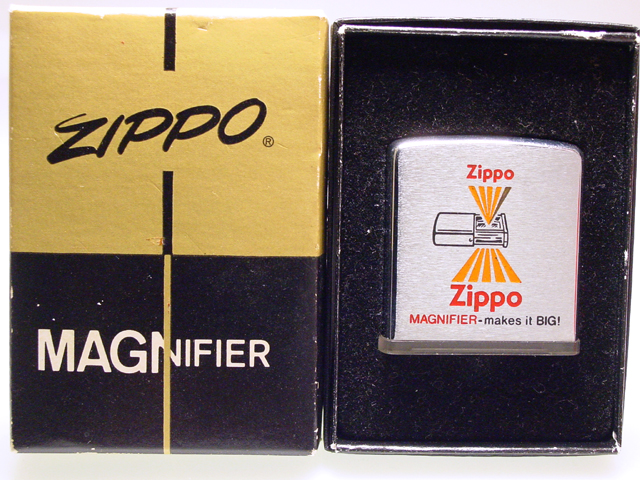 ZIPPO®
MAGNIFIER
Zippo
Zippo
MAGNIFIER-makes it BIG!